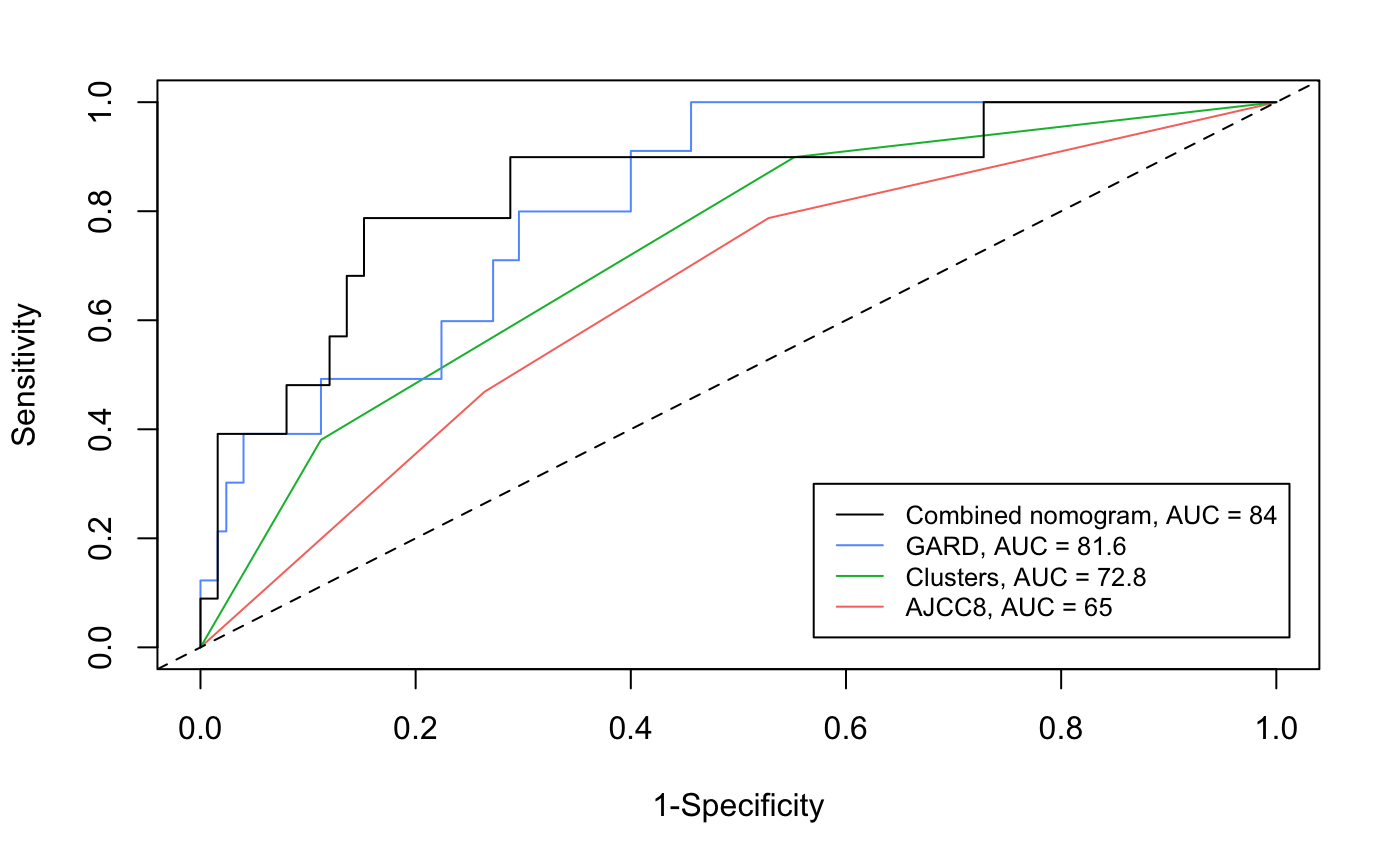 Sensitivity
1.0
0.8
0.6
0.4
0.2
0.0
Combined nomogram, AUC = 84
GARD, AUC = 81.6
Clusters, AUC = 72.8
AJCC8, AUC = 65
0.0 0.2 0.4 0.6 0.8 1.0
1-Specificity